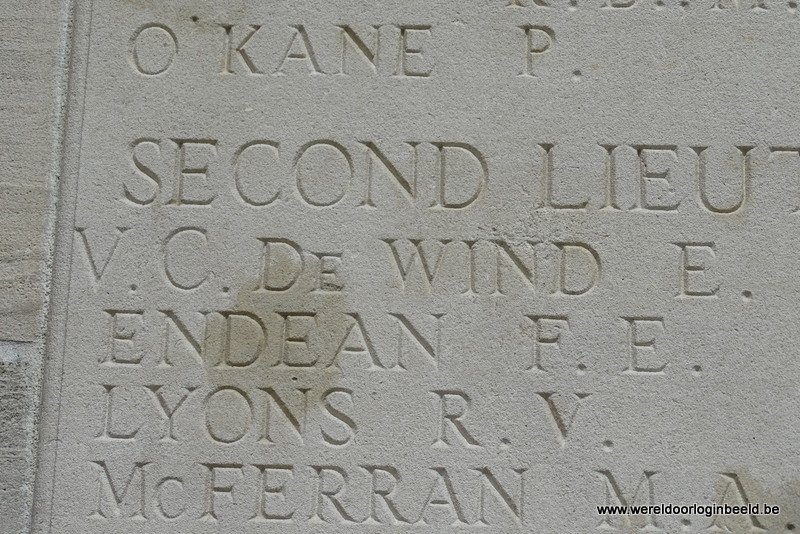 O'KANE P.
SECOND LIEUT
V.C. DE WIND E.
ENDEAN F. E.
LYONS R. V.
McFERRAN M. A.
www.wereldoorloginbeeld.be